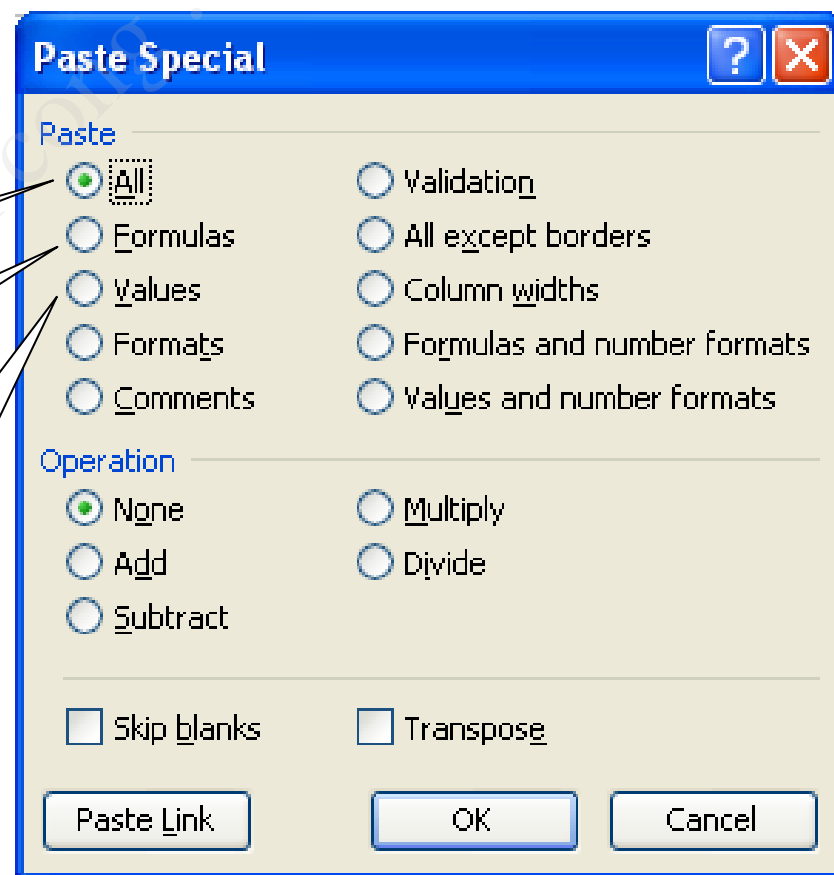 Paste Special
Paste
All
Validation
Formulas
All except borders
Values
Column widths
Formats
Formulas and number formats
Comments
Values and number formats
Operation
None
Multiply
Add
Divide
Subtract
Skip blanks
Transpose
Paste Link
OK
Cancel